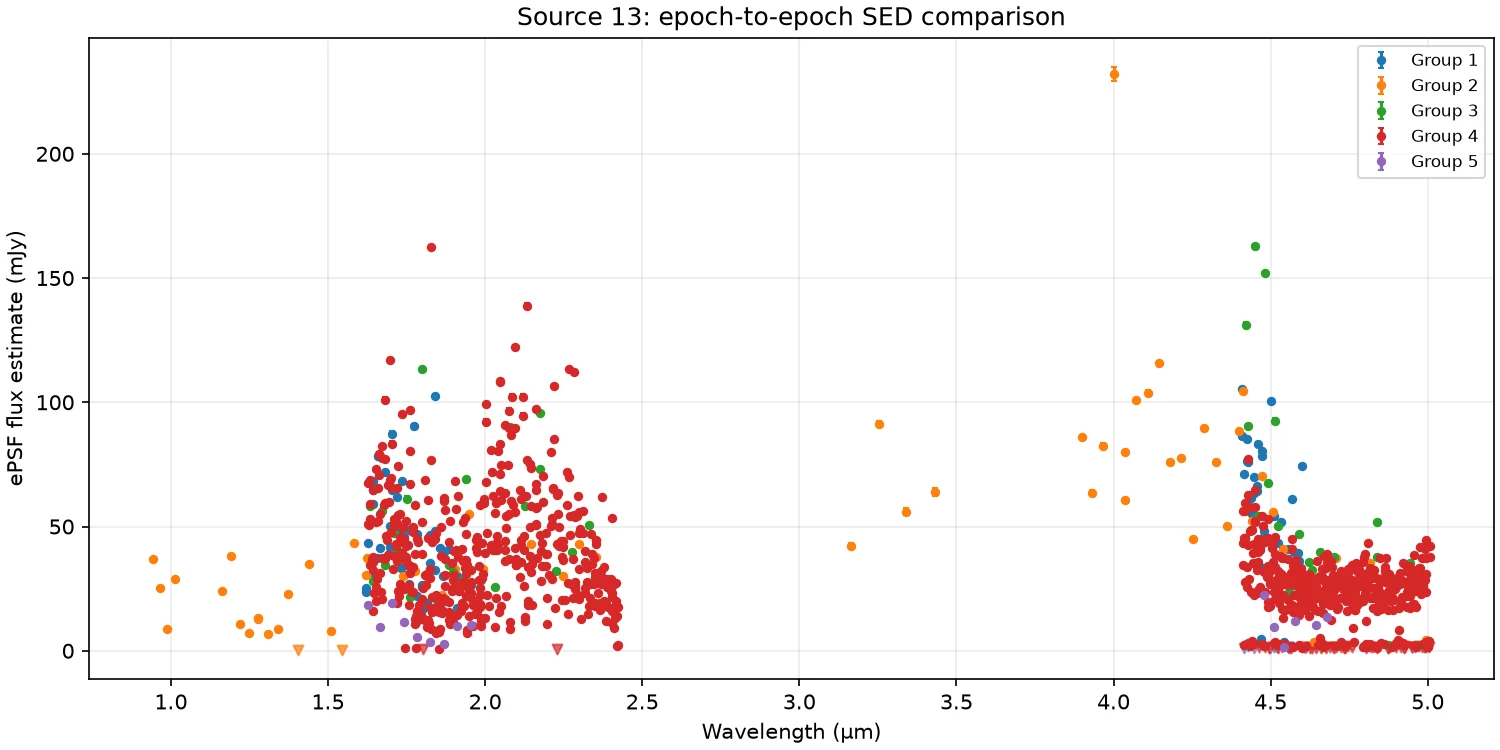 Source 13: epoch-to-epoch SED comparison
ePSF flux estimate (mJy)
200
150
100
50
0
Group 1
Group 2
Group 3
Group 4
Group 5
1.0 1.5 2.0 2.5 3.0 3.5 4.0 4.5 5.0
Wavelength (μm)